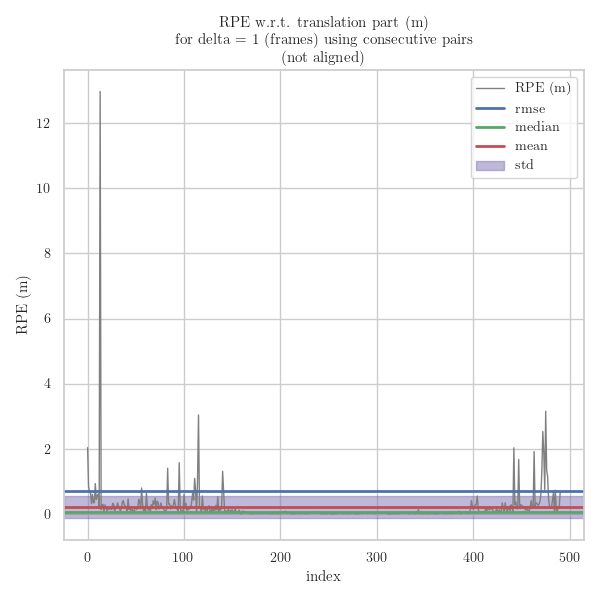 RPE w.r.t. translation part (m)
for delta = 1 (frames) using consecutive pairs
(not aligned)
RPE (m)
rmse
median
mean
std
12
10
8
6
4
2
0
RPE (m)
0
100
200
300
400
500
index